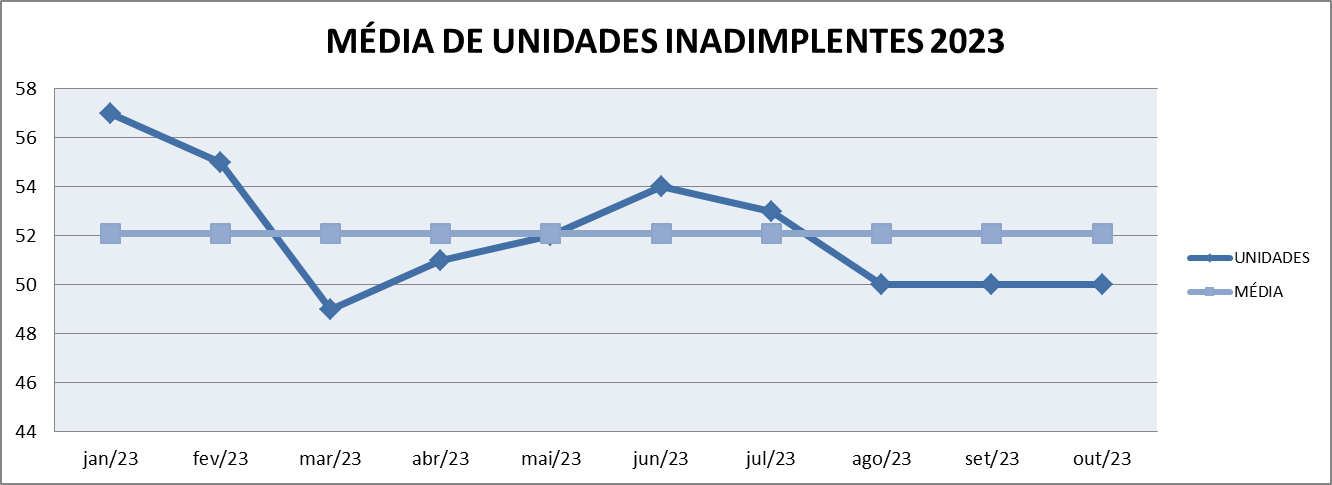 MÉDIA DE UNIDADES INADIMPLENTES 2023
58
56
54
52
50
48
46
44
jan/23 fev/23 mar/23 abr/23 mai/23 jun/23 jul/23 ago/23 set/23 out/23
UNIDADES
MÉDIA